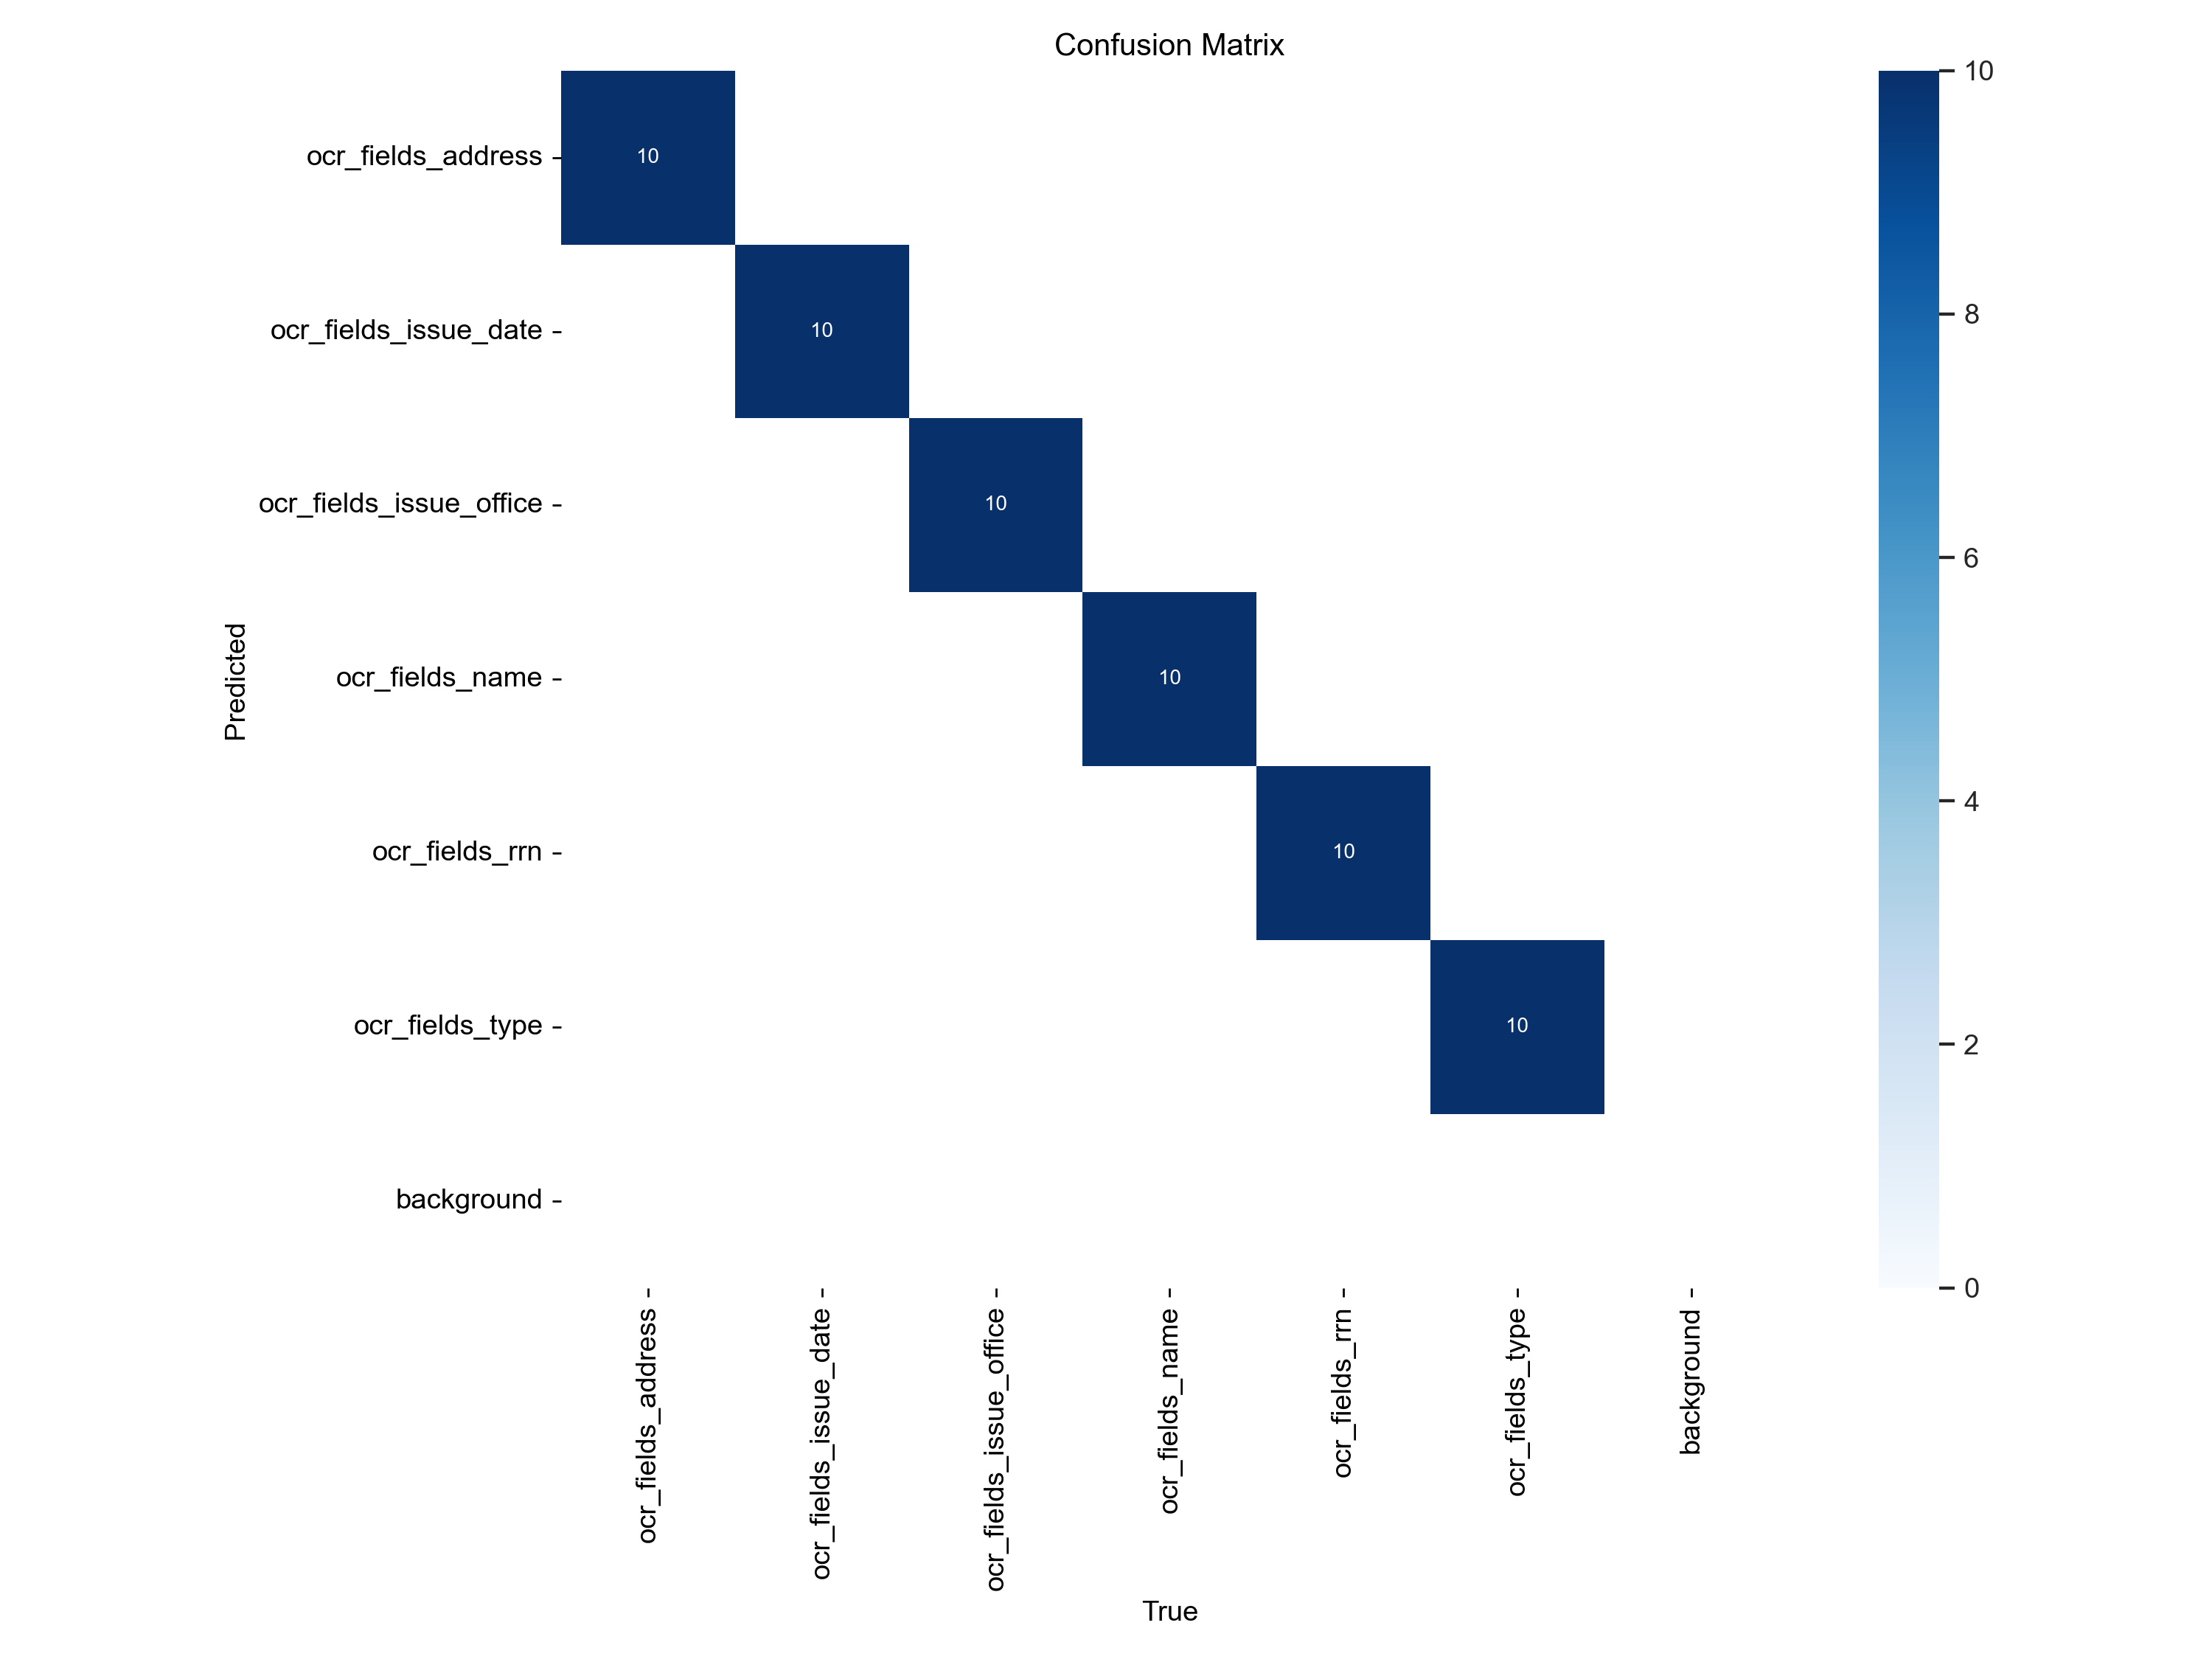 Confusion Matrix
Predicted
ocr_fields_address
ocr_fields_issue_date
ocr_fields_issue_office
ocr_fields_name
ocr_fields_rrn
ocr_fields_type
background
10
10
10
10
10
10
10
8
6
4
2
0
ocr_fields_address
ocr_fields_issue_date
ocr_fields_issue_office
ocr_fields_name
ocr_fields_rrn
ocr_fields_type
background
True